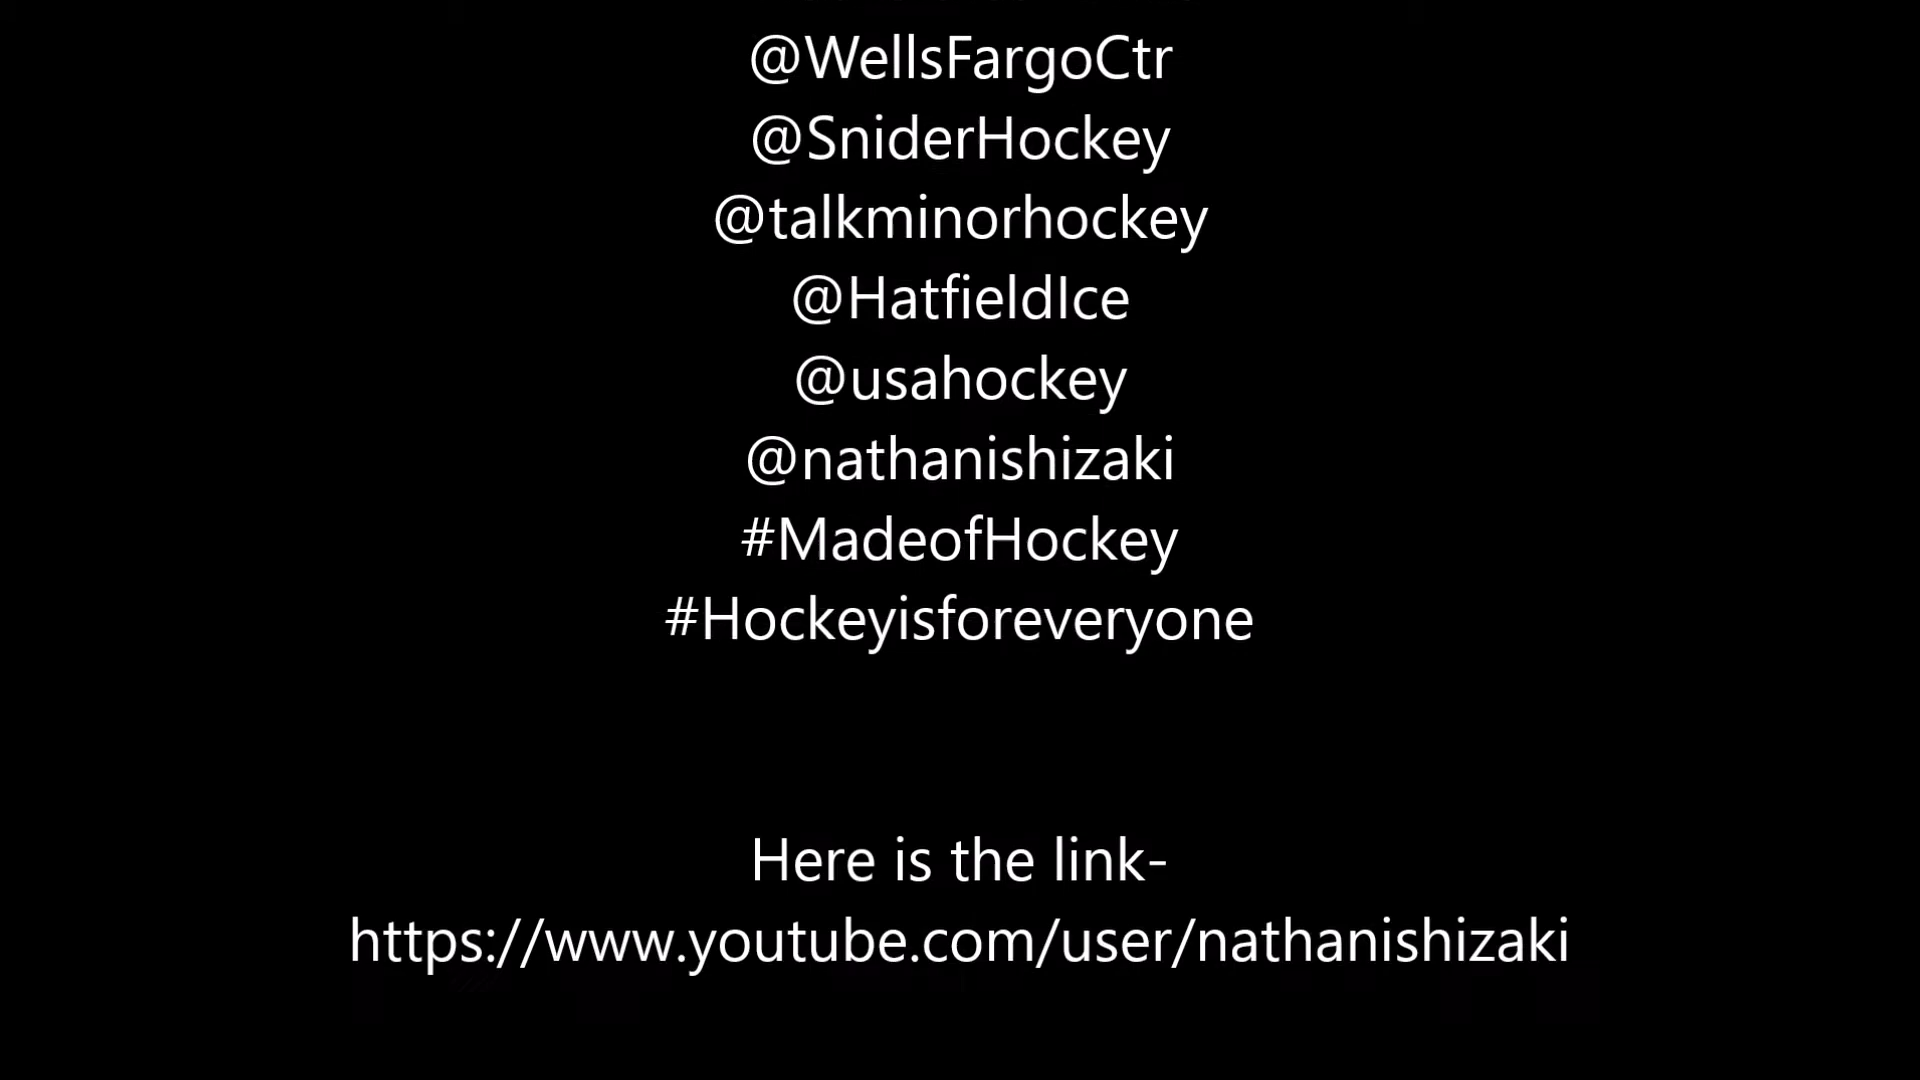 @WellsFargoCtr
@SniderHockey
@talkminorhockey
@HatfieldIce
@usahockey
@nathanishizaki
#MadeofHockey
#Hockeyisforeveryone
Here is the link-
https://www.youtube.com/user/nathanishizaki